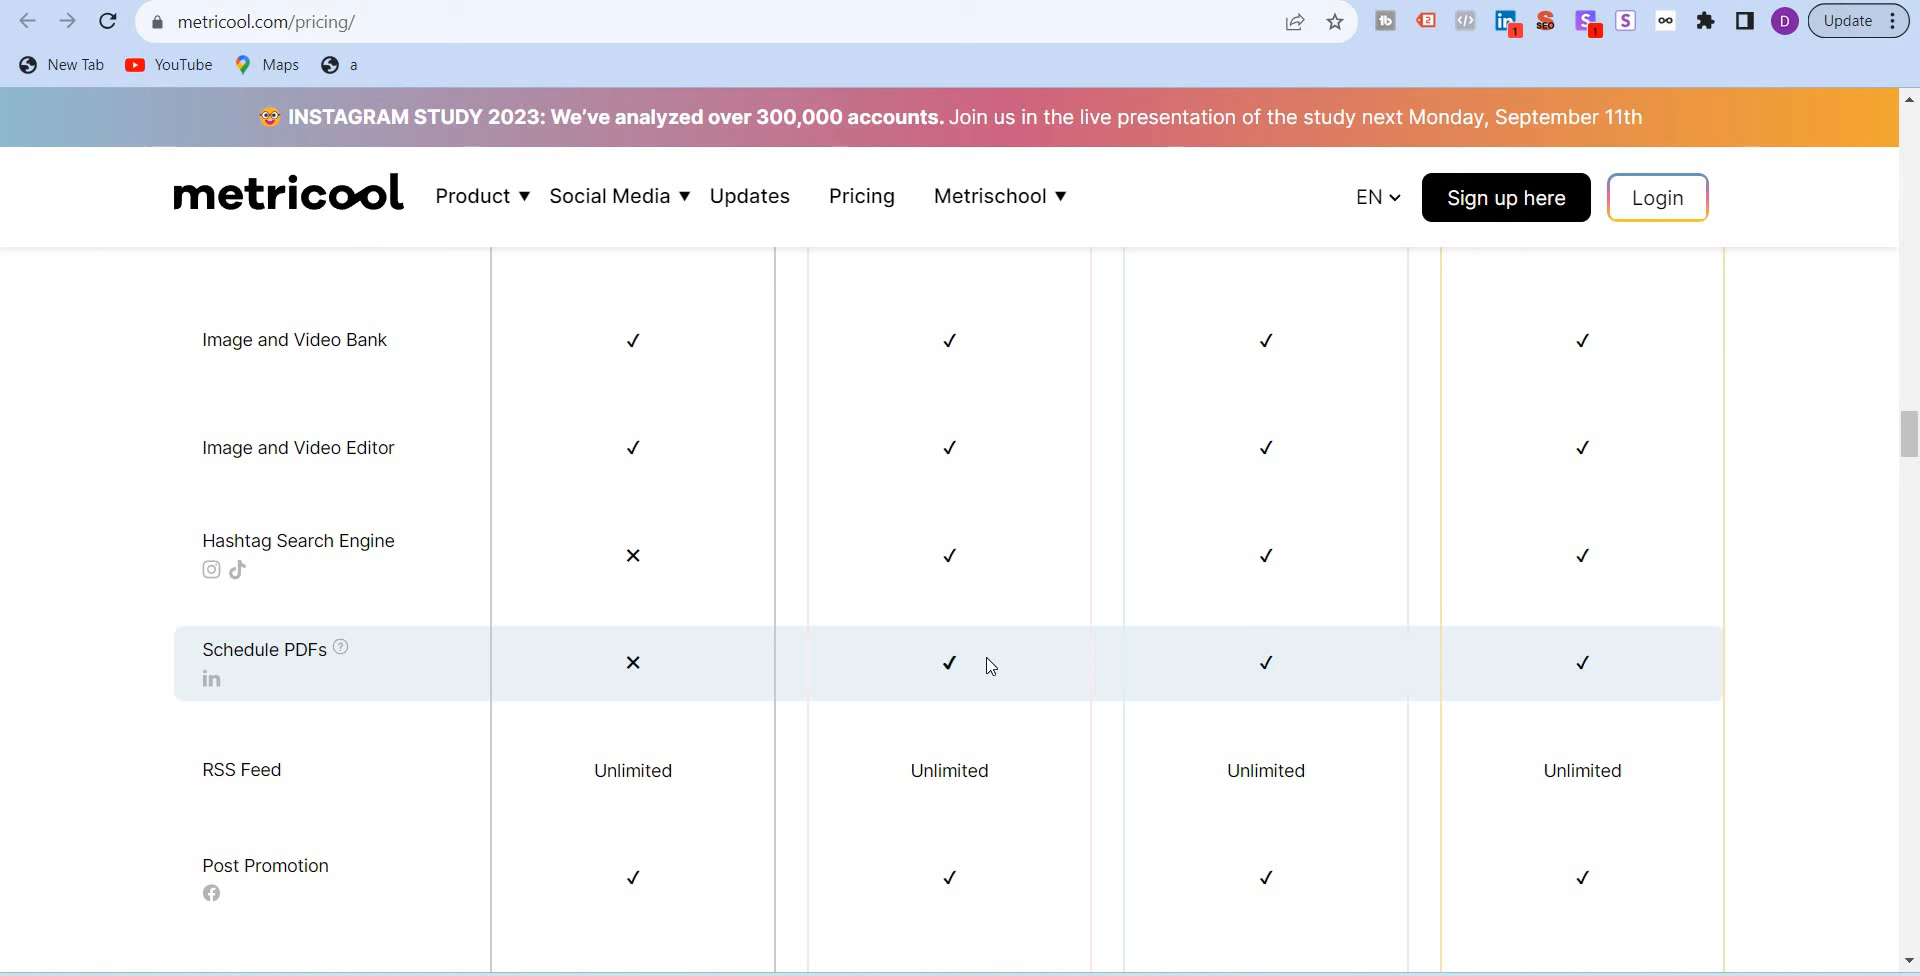 metricool.com/pricing/
Update
New Tab YouTube Maps a
INSTAGRAM STUDY 2023: We've analyzed over 300,000 accounts. Join us in the live presentation of the study next Monday, September 11th
metricool Product ▼ Social Media ▼ Updates Pricing Metrischool ▼ EN Sign up here Login
Image and Video Bank ✓ ✓ ✓ ✓
Image and Video Editor ✓ ✓ ✓ ✓
Hashtag Search Engine ✕ ✓ ✓ ✓
Schedule PDFs ? ✕ ✓ ✓ ✓
in
RSS Feed Unlimited Unlimited Unlimited Unlimited
Post Promotion ✓ ✓ ✓ ✓